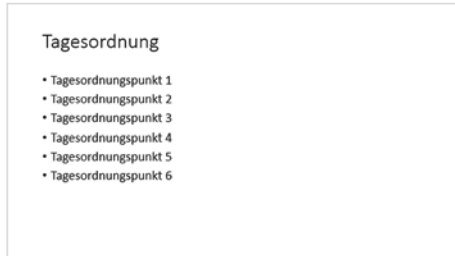 Tagesordnung
• Tagesordnungspunkt 1
• Tagesordnungspunkt 2
• Tagesordnungspunkt 3
• Tagesordnungspunkt 4
• Tagesordnungspunkt 5
• Tagesordnungspunkt 6